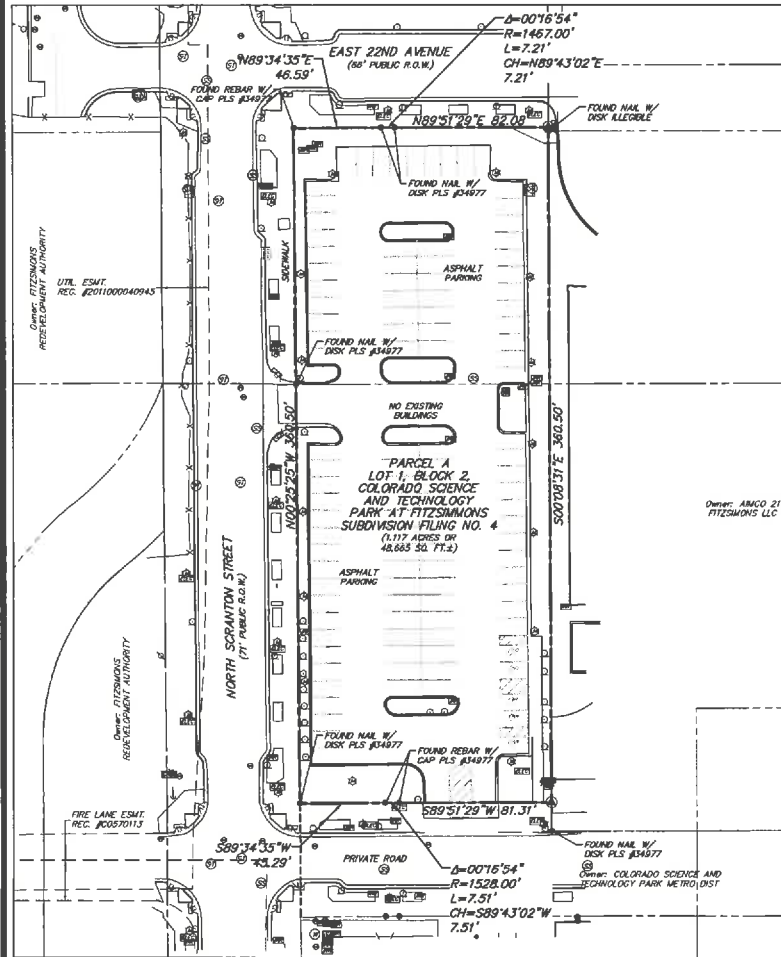 Δ=00°16'54"
R=1467.00'
L=7.21'
CH=N89°43'02"E
7.21'
EAST 22ND AVENUE
(68' PUBLIC R.O.W.)
N89°34'35"E
46.59'
FOUND REBAR W/
CAP PLS #34977
FOUND NAIL W/
DISK ILLEGIBLE
N89°51'29"E 82.08'
FOUND NAIL W/
DISK PLS #34977
Owner: FITZSIMONS
REDEVELOPMENT AUTHORITY
UTIL. ESMT.
REC. #2011000040945
SIDEWALK
ASPHALT
PARKING
FOUND NAIL W/
DISK PLS #34977
NO EXISTING
BUILDINGS
N00°25'25"W 360.50'
S00°08'31"E 360.50'
PARCEL A
LOT 1, BLOCK 2,
COLORADO SCIENCE
AND TECHNOLOGY
PARK AT FITZSIMMONS
SUBDIVISION FILING NO. 4
(1.117 ACRES OR
48,665 SQ. FT.±)
Owner: AIMCO 21
FITZSIMONS LLC
ASPHALT
PARKING
NORTH SCRANTON STREET
(71' PUBLIC R.O.W.)
Owner: FITZSIMONS
REDEVELOPMENT AUTHORITY
FOUND NAIL W/
DISK PLS #34977
FOUND REBAR W/
CAP PLS #34977
FIRE LANE ESMT.
REC. #C0570113
S89°51'29"W 81.31'
S89°34'35"W
45.29'
PRIVATE ROAD
FOUND NAIL W/
DISK PLS #34977
Owner: COLORADO SCIENCE AND
TECHNOLOGY PARK METRO DIST
Δ=00°16'54"
R=1528.00'
L=7.51'
CH=S89°43'02"W
7.51'